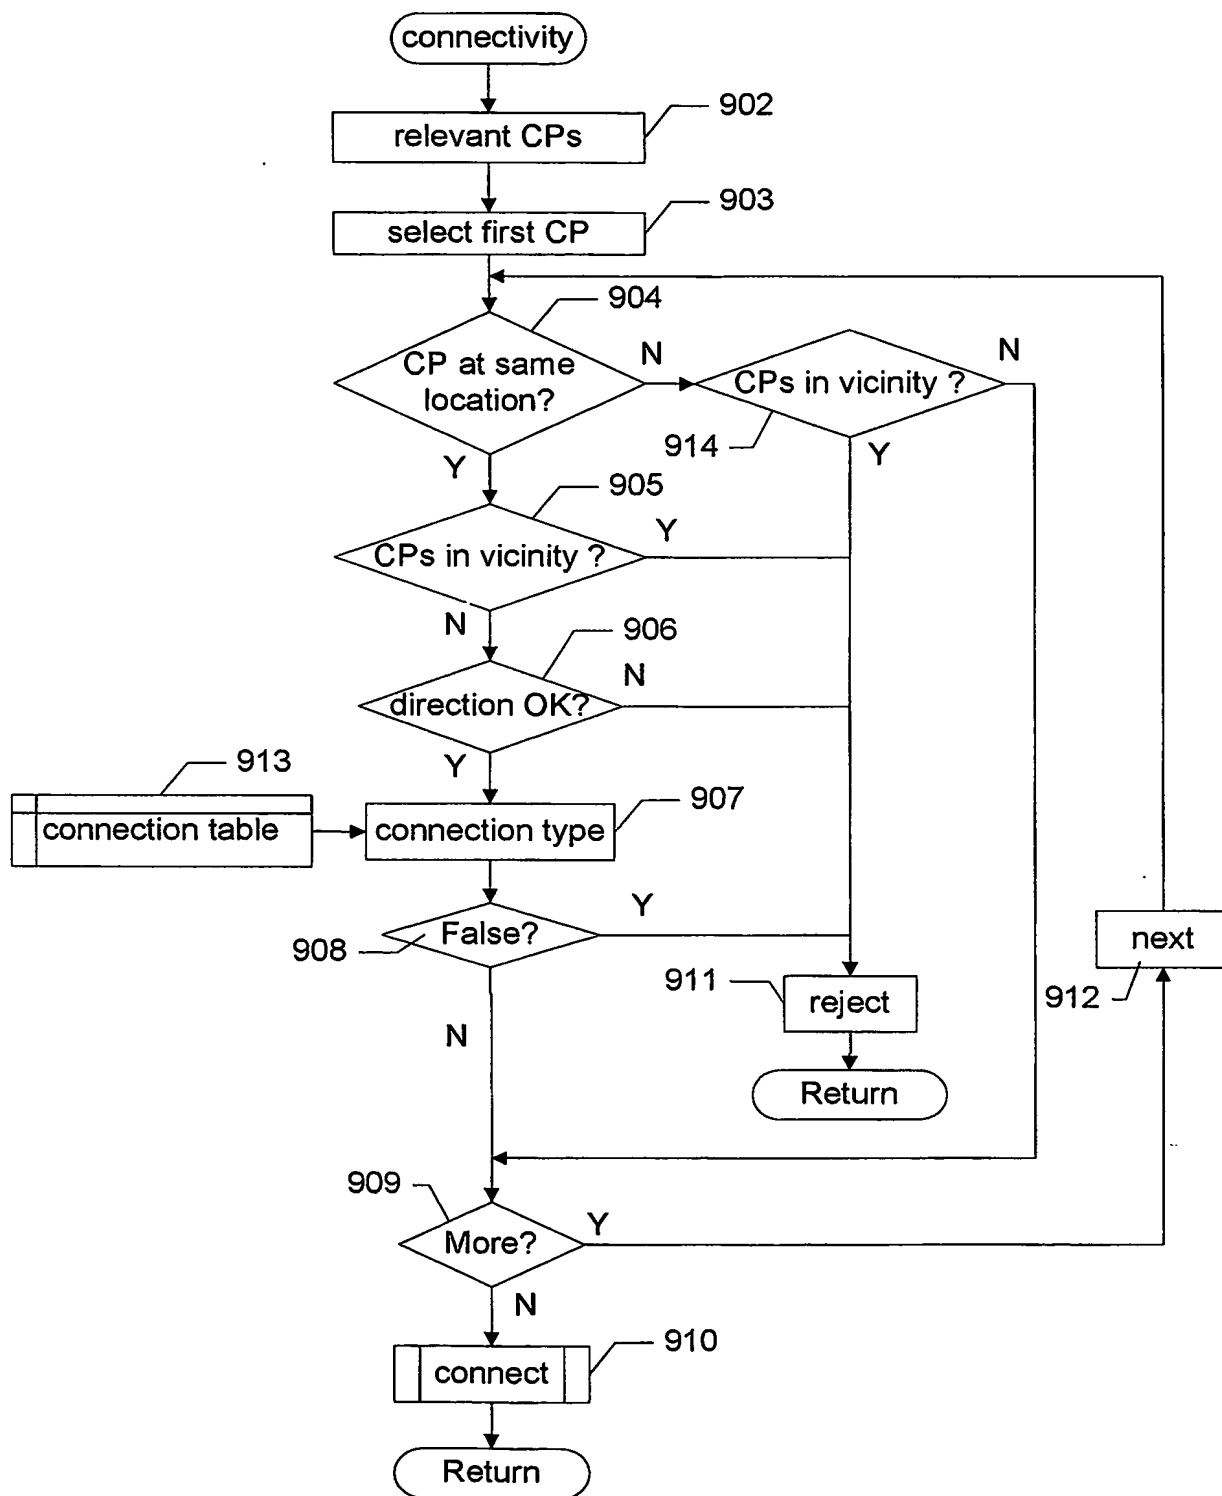 connectivity
902
relevant CPs
903
select first CP
904
CP at same
location?
N
CPs in vicinity ?
N
914
Y
Y
905
CPs in vicinity ?
Y
N
906
direction OK?
N
Y
913
connection table
907
connection type
908
False?
Y
N
911
reject
Return
next
912
909
More?
Y
N
910
connect
Return